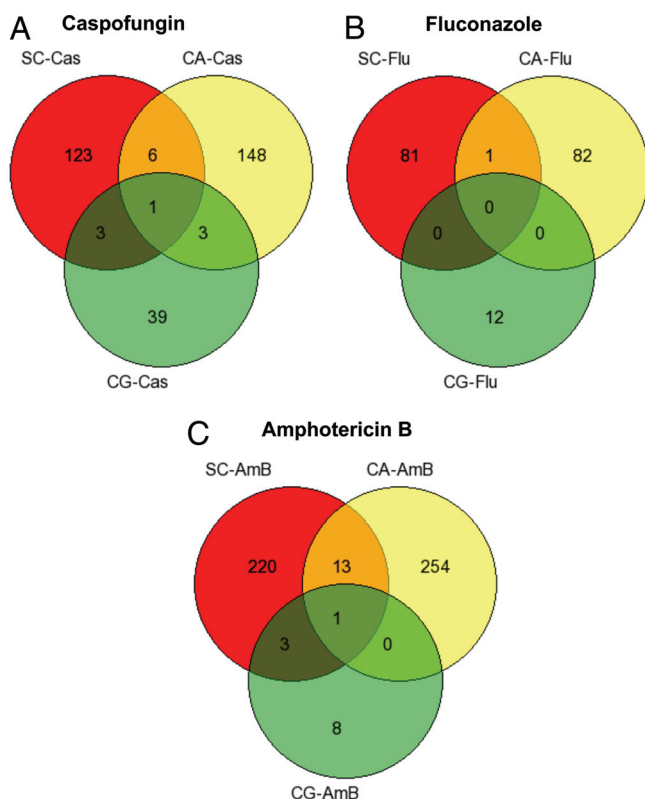 A Caspofungin
SC-Cas CA-Cas
123 6 148
1
3 3
39
CG-Cas
B Fluconazole
SC-Flu CA-Flu
81 1 82
0
0 0
12
CG-Flu
C Amphotericin B
SC-AmB CA-AmB
220 13 254
1
3 0
8
CG-AmB